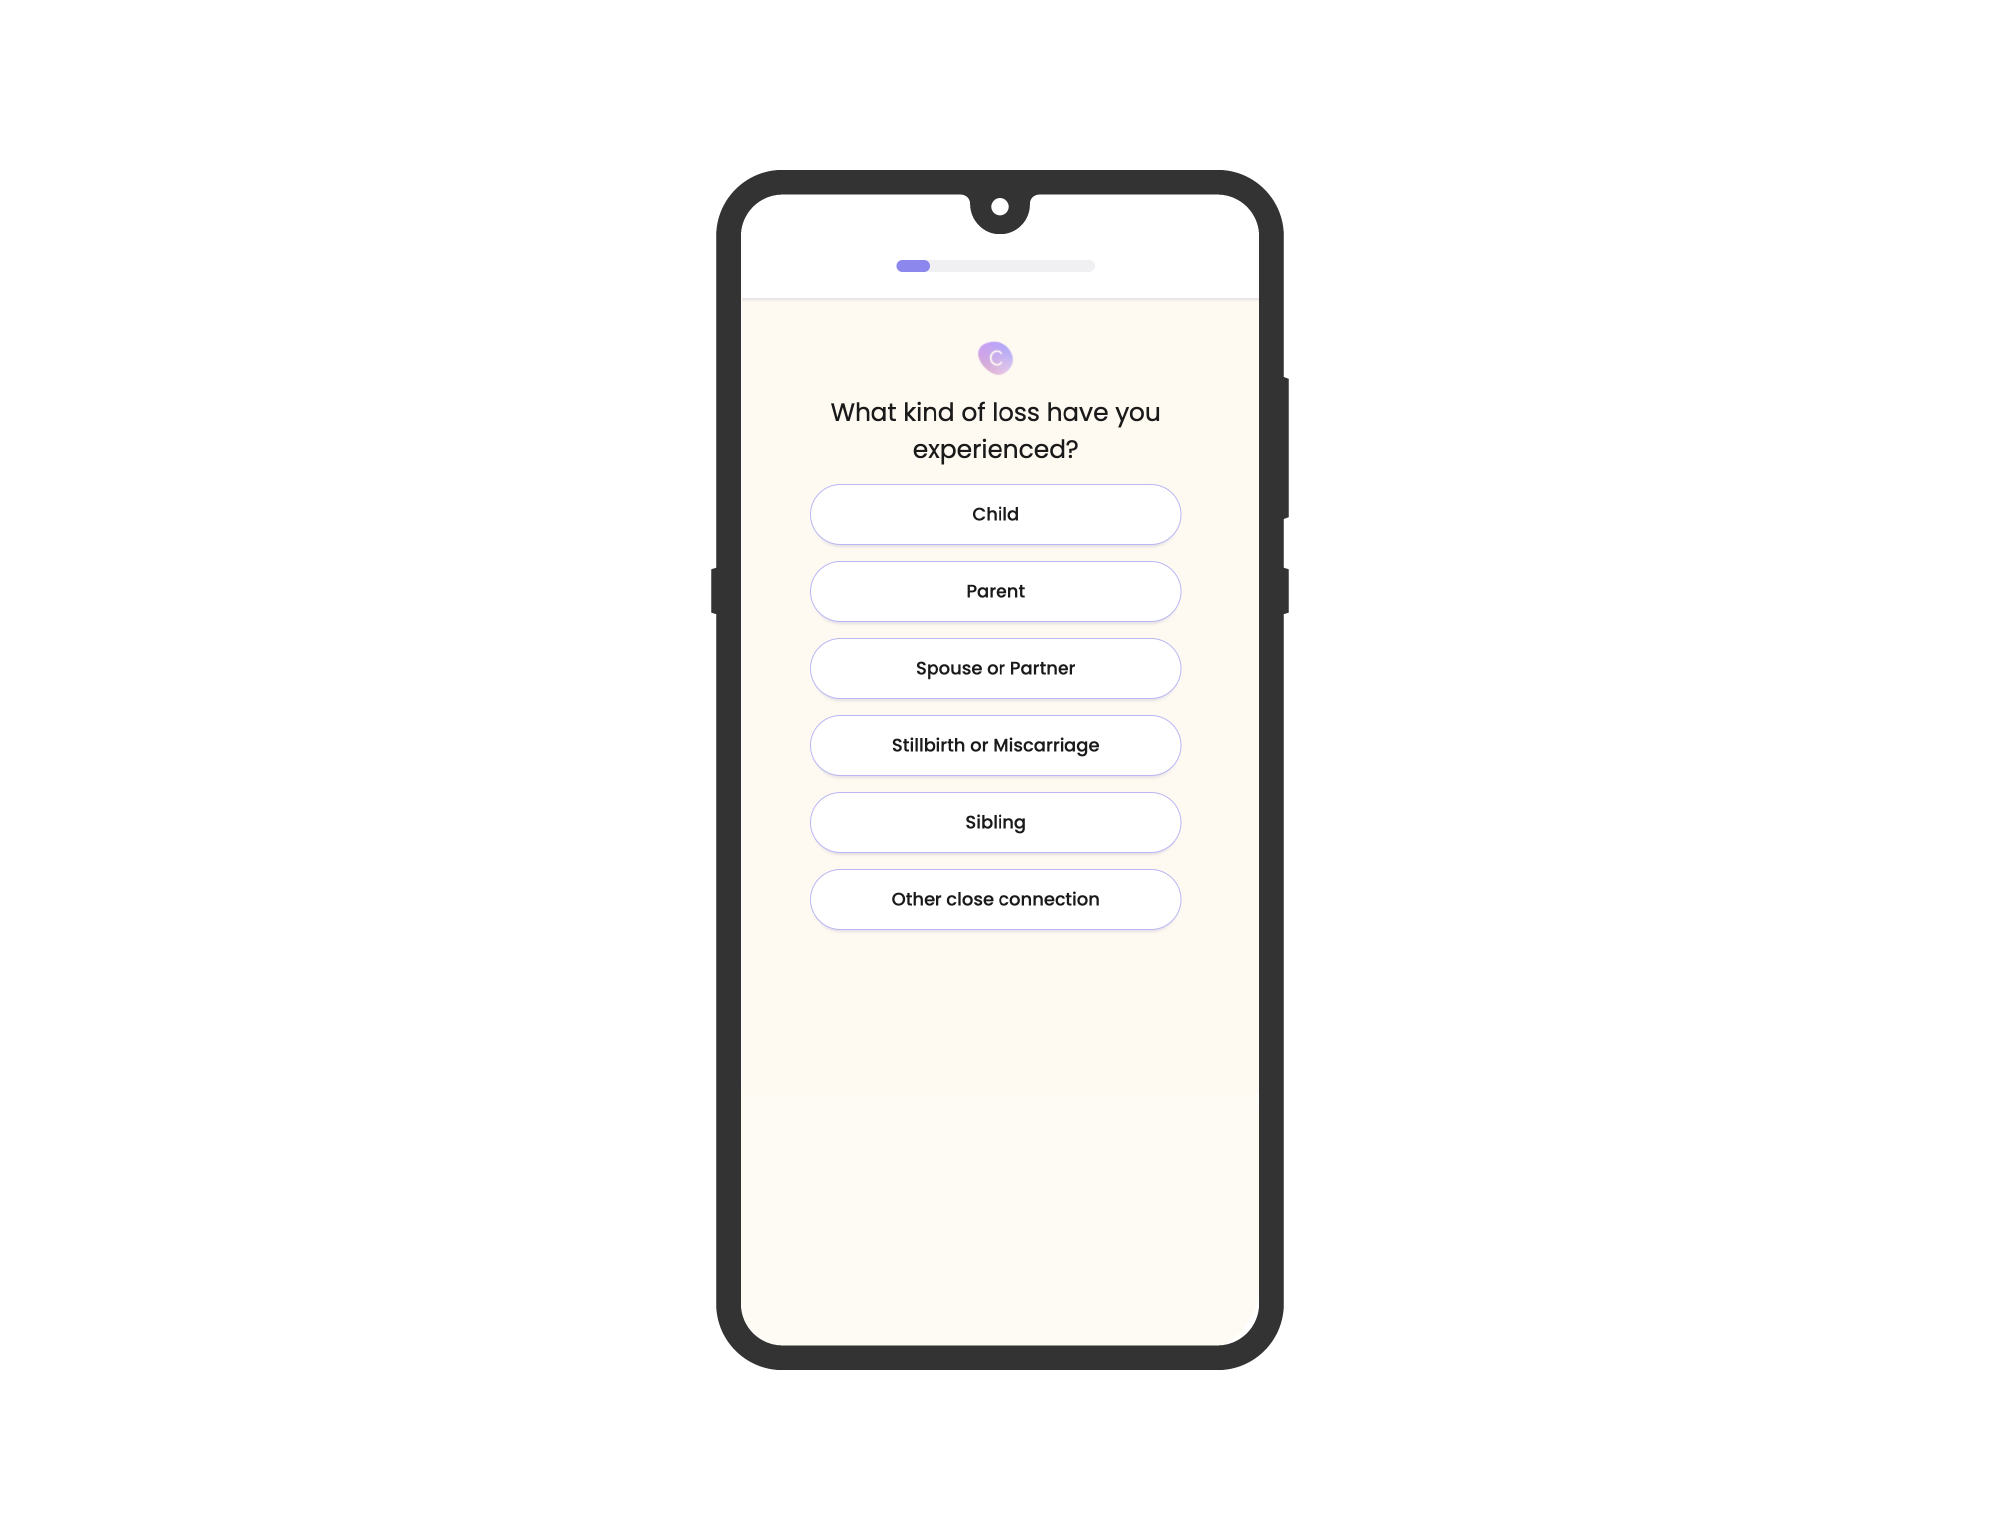 C
What kind of loss have you
experienced?
Child
Parent
Spouse or Partner
Stillbirth or Miscarriage
Sibling
Other close connection